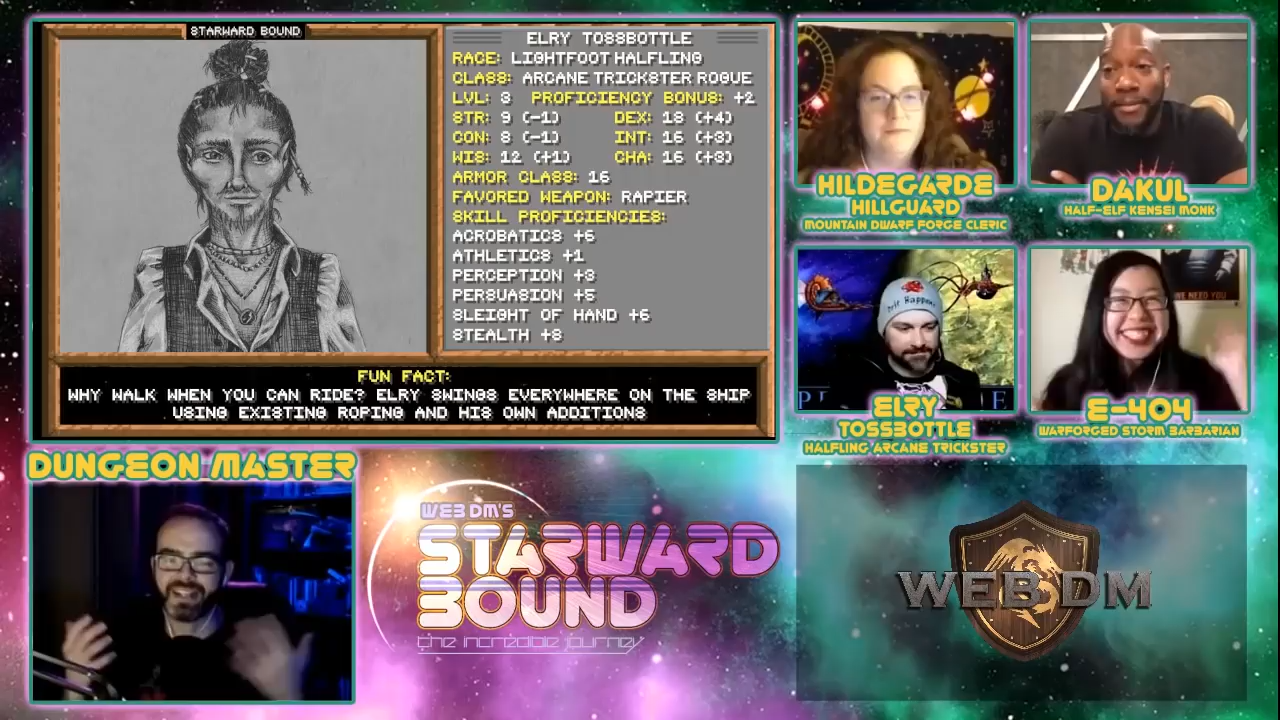 STARWARD BOUND
ELRY TOSSBOTTLE
RACE: LIGHTFOOT HALFLING
CLASS: ARCANE TRICKSTER ROGUE
LVL: 3 PROFICIENCY BONUS: +2
STR: 9 (-1) DEX: 18 (+4)
CON: 8 (-1) INT: 16 (+3)
WIS: 12 (+1) CHA: 16 (+3)
ARMOR CLASS: 16
FAVORED WEAPON: RAPIER
SKILL PROFICIENCIES:
ACROBATICS +6
ATHLETICS +1
PERCEPTION +3
PERSUASION +5
SLEIGHT OF HAND +6
STEALTH +8
FUN FACT:
WHY WALK WHEN YOU CAN RIDE? ELRY SWINGS EVERYWHERE ON THE SHIP
USING EXISTING ROPING AND HIS OWN ADDITIONS
HILDEGARDE
HILLGUARD
MOUNTAIN DWARF FORGE CLERIC
DAKUL
HALF-ELF KENSEI MONK
Happens
ELRY
TOSSBOTTLE
HALFLING ARCANE TRICKSTER
WE NEED YOU
E-404
WARFORGED STORM BARBARIAN
DUNGEON MASTER
WEB DM'S
STARWARD
BOUND
the incredible journey
WEB DM